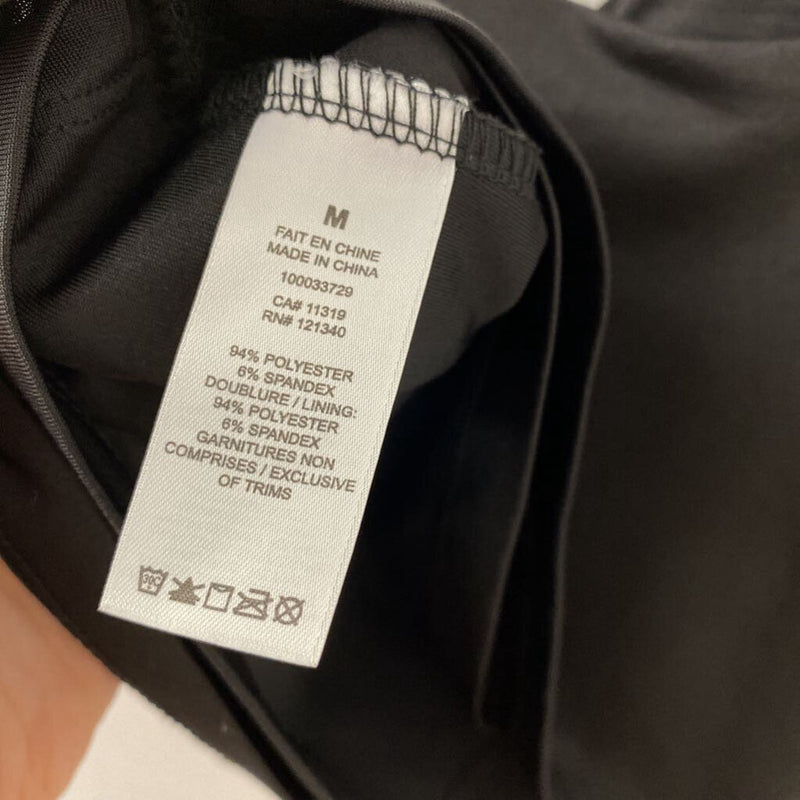 M
FAIT EN CHINE
MADE IN CHINA
100033729
CA# 11319
RN# 121340
94% POLYESTER
6% SPANDEX
DOUBLURE / LINING:
94% POLYESTER
6% SPANDEX
GARNITURES NON
COMPRISES / EXCLUSIVE
OF TRIMS
30C